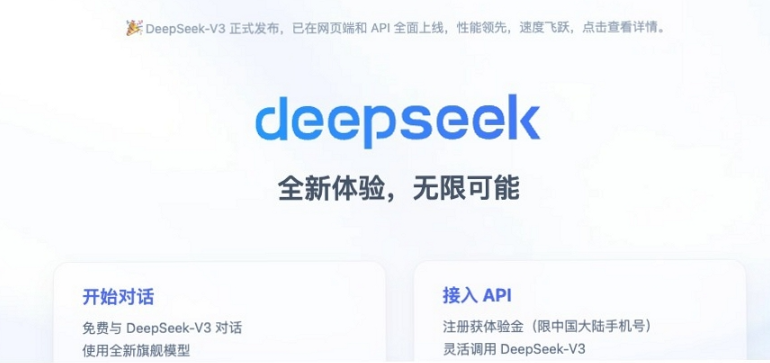 🎉 DeepSeek-V3 正式发布，已在网页端和 API 全面上线，性能领先，速度飞跃，点击查看详情。
deepseek
全新体验，无限可能
开始对话
免费与 DeepSeek-V3 对话
使用全新旗舰模型
接入 API
注册获体验金（限中国大陆手机号）
灵活调用 DeepSeek-V3